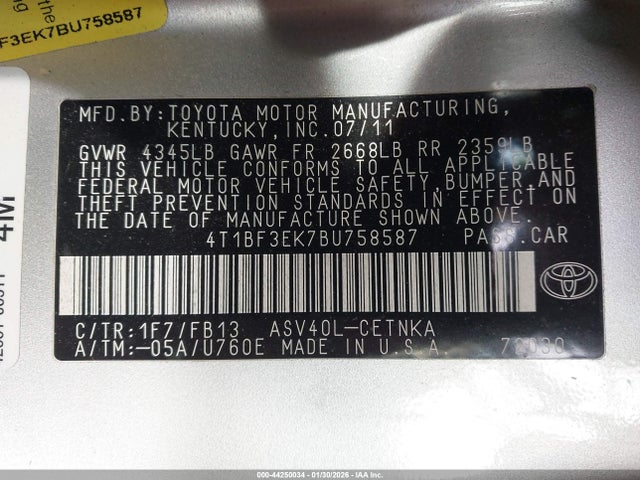 the
F3EK7BU758587
4M
MFD.BY:TOYOTA MOTOR MANUFACTURING,
KENTUCKY,INC.07/11
GVWR 4345LB GAWR FR 2668LB RR 2359LB
THIS VEHICLE CONFORMS TO ALL APPLICABLE
FEDERAL MOTOR VEHICLE SAFETY,BUMPER,AND
THEFT PREVENTION STANDARDS IN EFFECT ON
THE DATE OF MANUFACTURE SHOWN ABOVE.
4T1BF3EK7BU758587 PASS.CAR
C/TR:1F7/FB13 ASV40L-CETNKA
A/TM:-05A/U760E MADE IN U.S.A. 72030
000-44250034 | 01/30/2026 - IAA Inc.